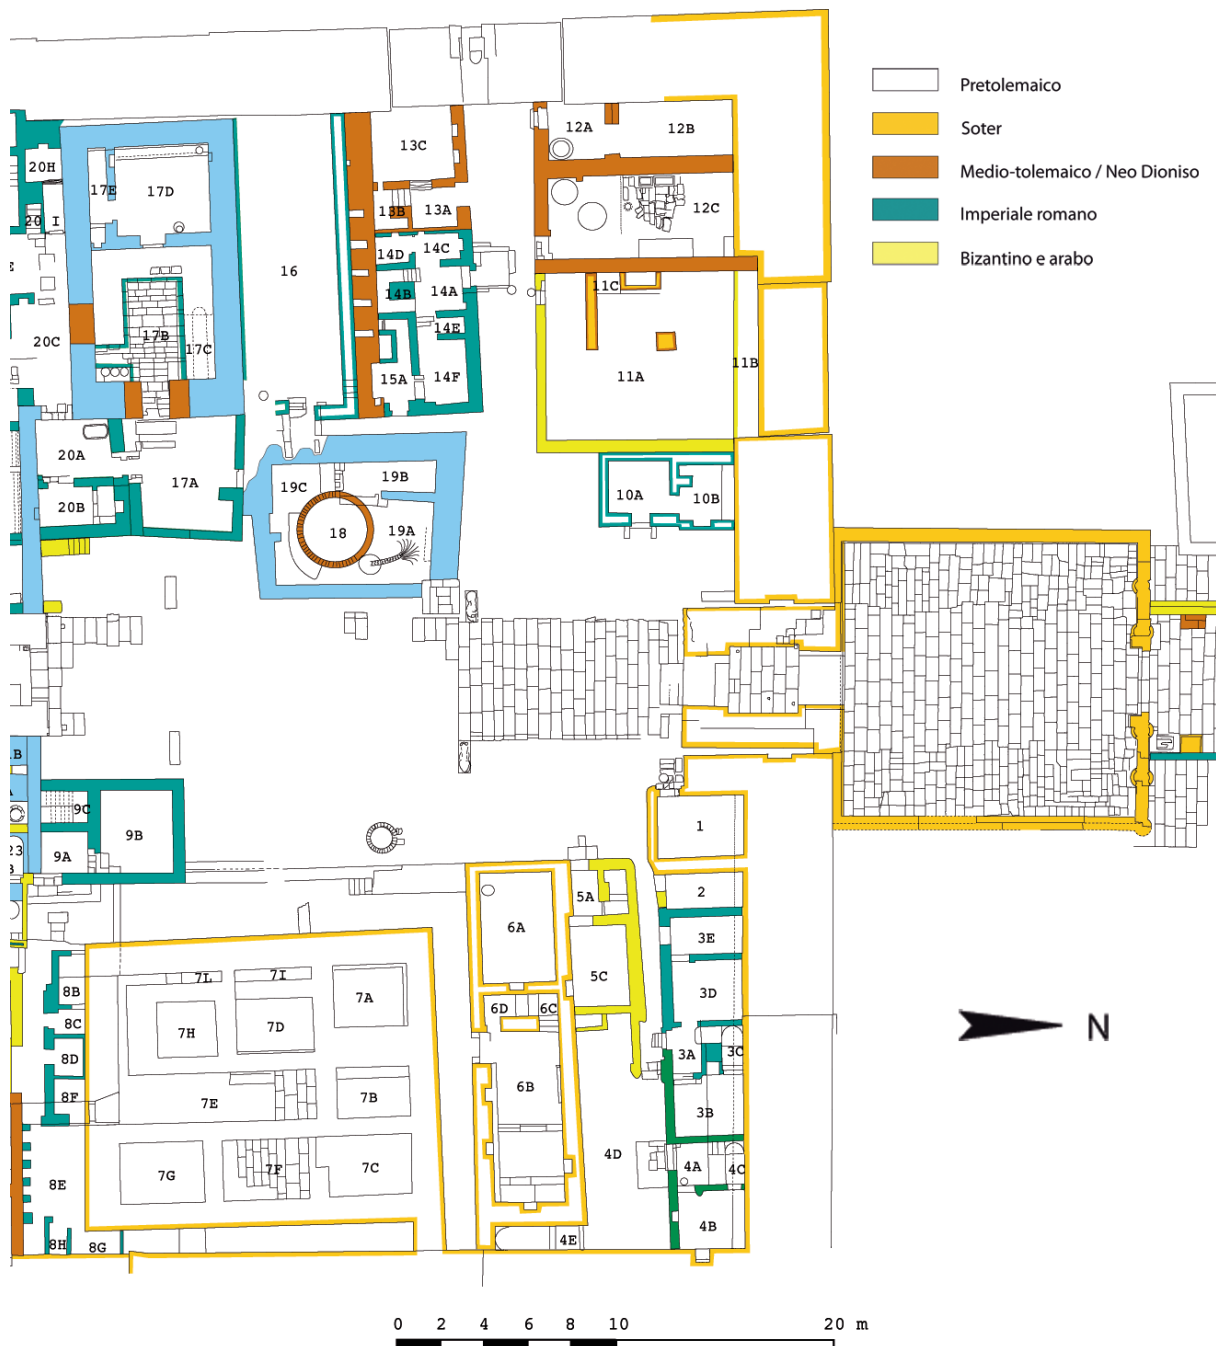 Pretolemaico
Soter
Medio-tolemaico / Neo Dioniso
Imperiale romano
Bizantino e arabo
12A
12B
13C
20H
17E
17D
12C
13B
13A
20 I
14D
14C
E
16
11C
14B
14A
14E
17B
20C
17C
11B
15A
14F
11A
20A
19B
17A
19C
10A
10B
20B
18
19A
1B
A
9C
1
9B
23
9A
B
2
5A
6A
3E
5C
7L
7I
3D
8B
7A
6D
6C
8C
7H
7D
3A
3C
8D
6B
8F
7E
7B
3B
4D
7G
7F
7C
4A
4C
8E
4B
8H
8G
4E
N
0 2 4 6 8 10 20 m